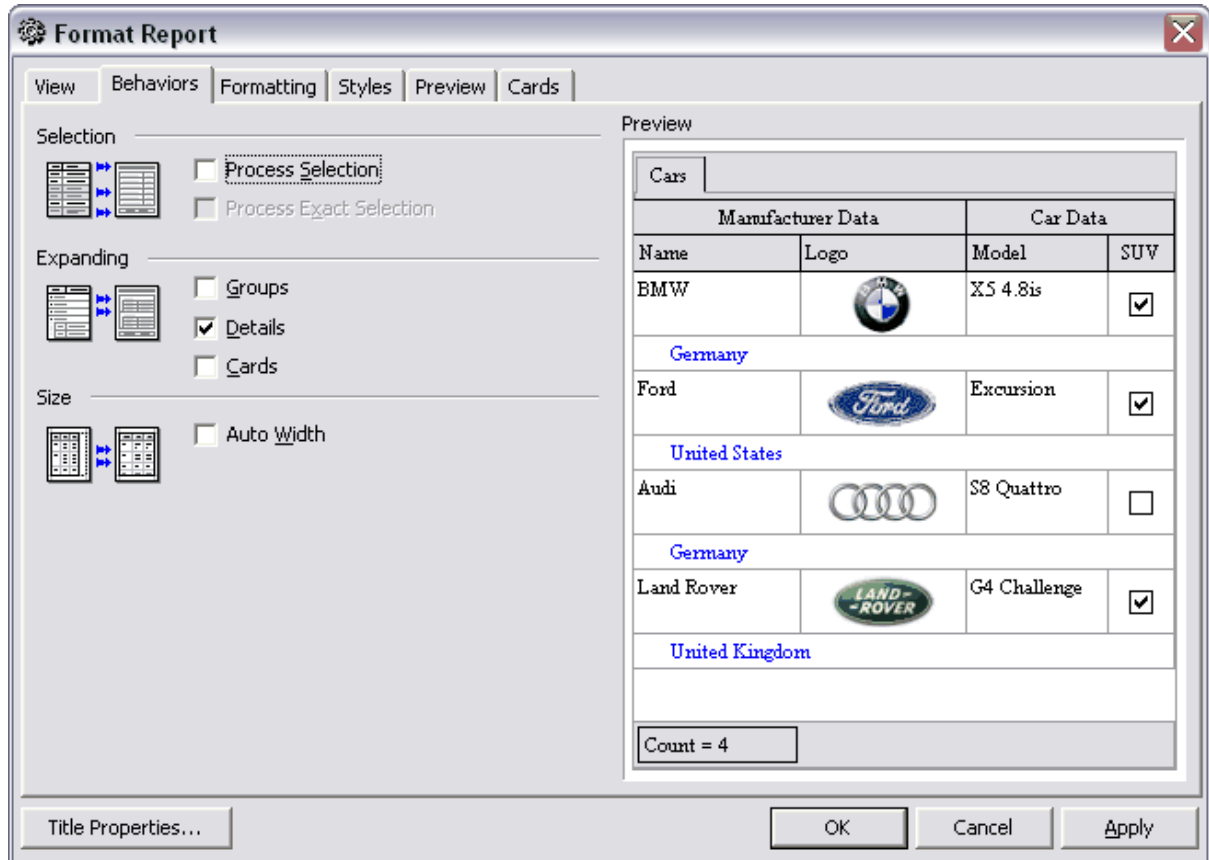 Format Report
View Behaviors Formatting Styles Preview Cards
Selection
Process Selection
Process Exact Selection
Expanding
Groups
Details
Cards
Size
Auto Width
Preview
Cars
Manufacturer Data Car Data
Name Logo Model SUV
BMW BMW X5 4.8is
Germany
Ford Ford Excursion
United States
Audi S8 Quattro
Germany
Land Rover LAND- -ROVER G4 Challenge
United Kingdom
Count = 4
Title Properties... OK Cancel Apply